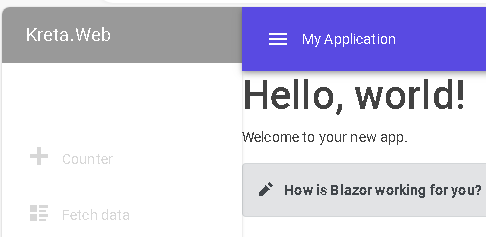 Kreta.Web
My Application
Hello, world!
Welcome to your new app.
Counter
How is Blazor working for you?
Fetch data